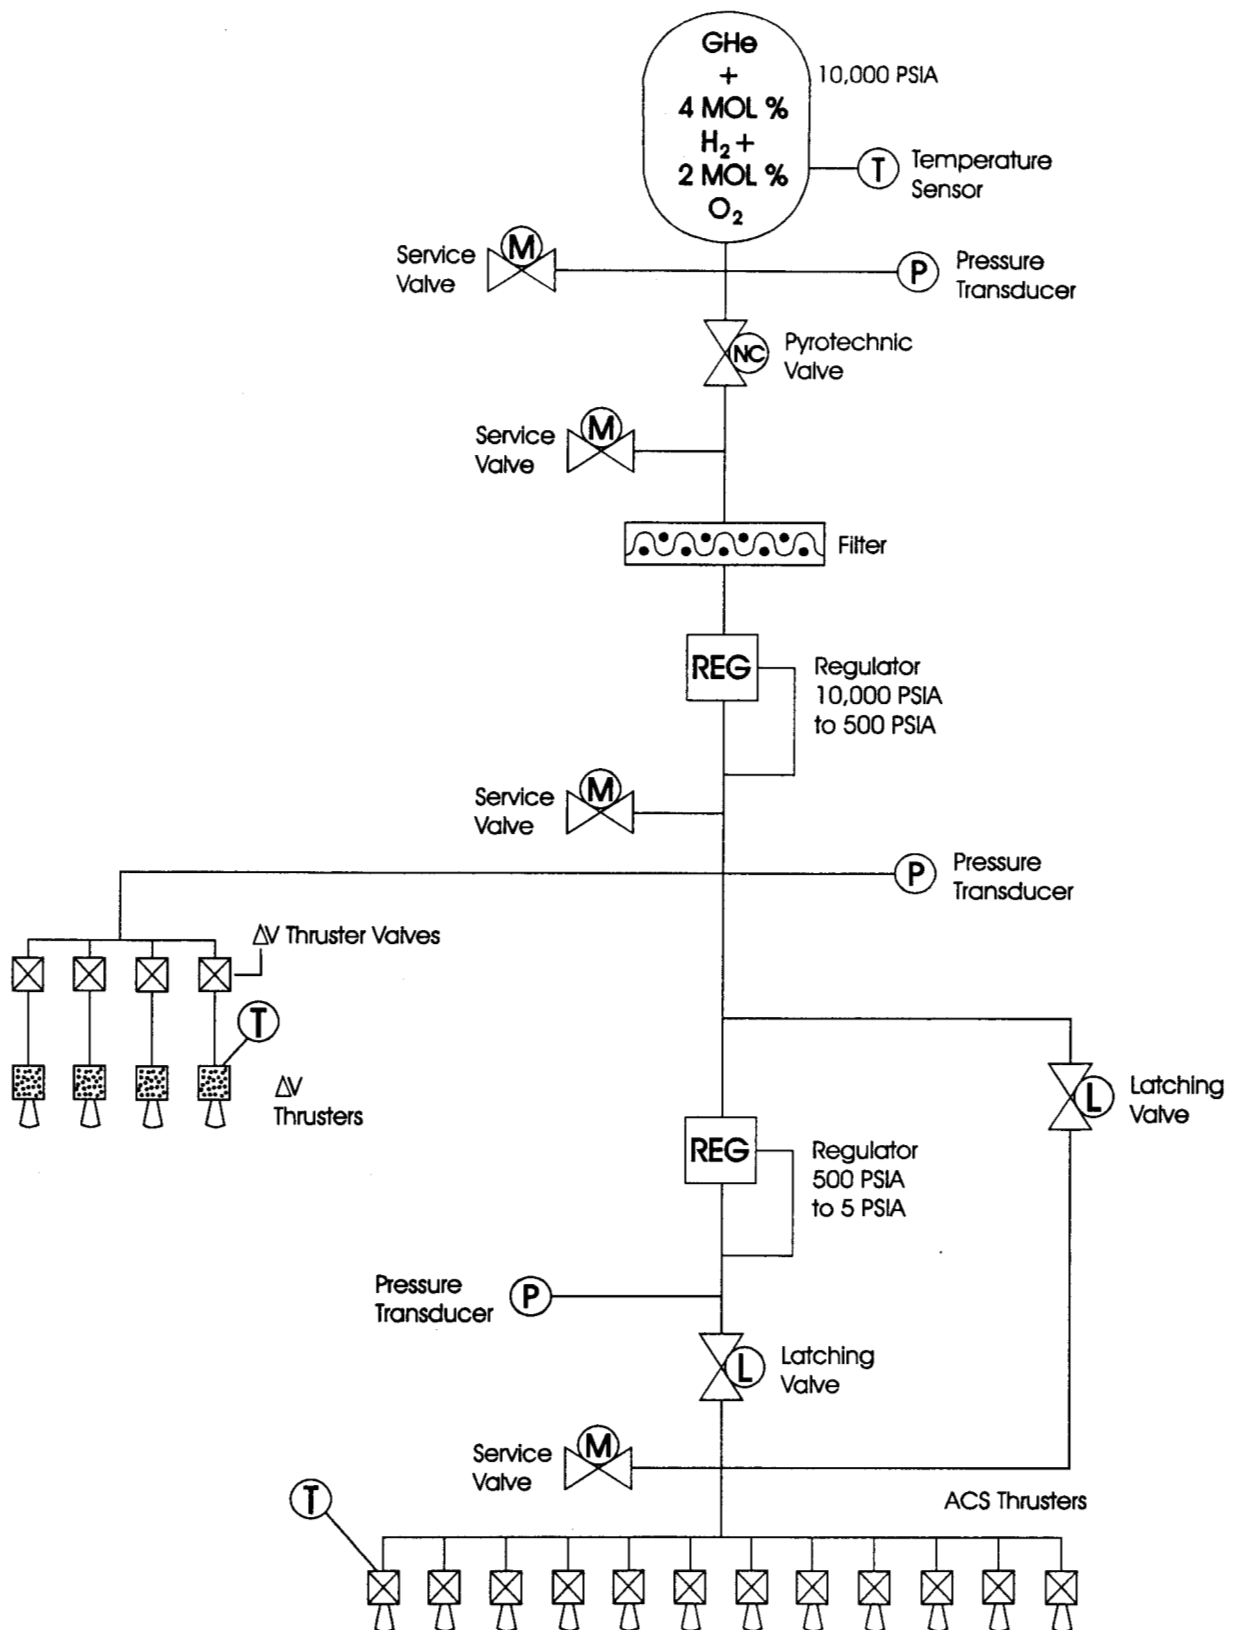 GHe
+
4 MOL %
H₂ +
2 MOL %
O₂
10,000 PSIA
T
Temperature
Sensor
Service
Valve
M
P
Pressure
Transducer
NC
Pyrotechnic
Valve
Service
Valve
M
Filter
REG
Regulator
10,000 PSIA
to 500 PSIA
Service
Valve
M
P
Pressure
Transducer
ΔV Thruster Valves
T
ΔV
Thrusters
L
Latching
Valve
REG
Regulator
500 PSIA
to 5 PSIA
Pressure
Transducer
P
L
Latching
Valve
Service
Valve
M
T
ACS Thrusters